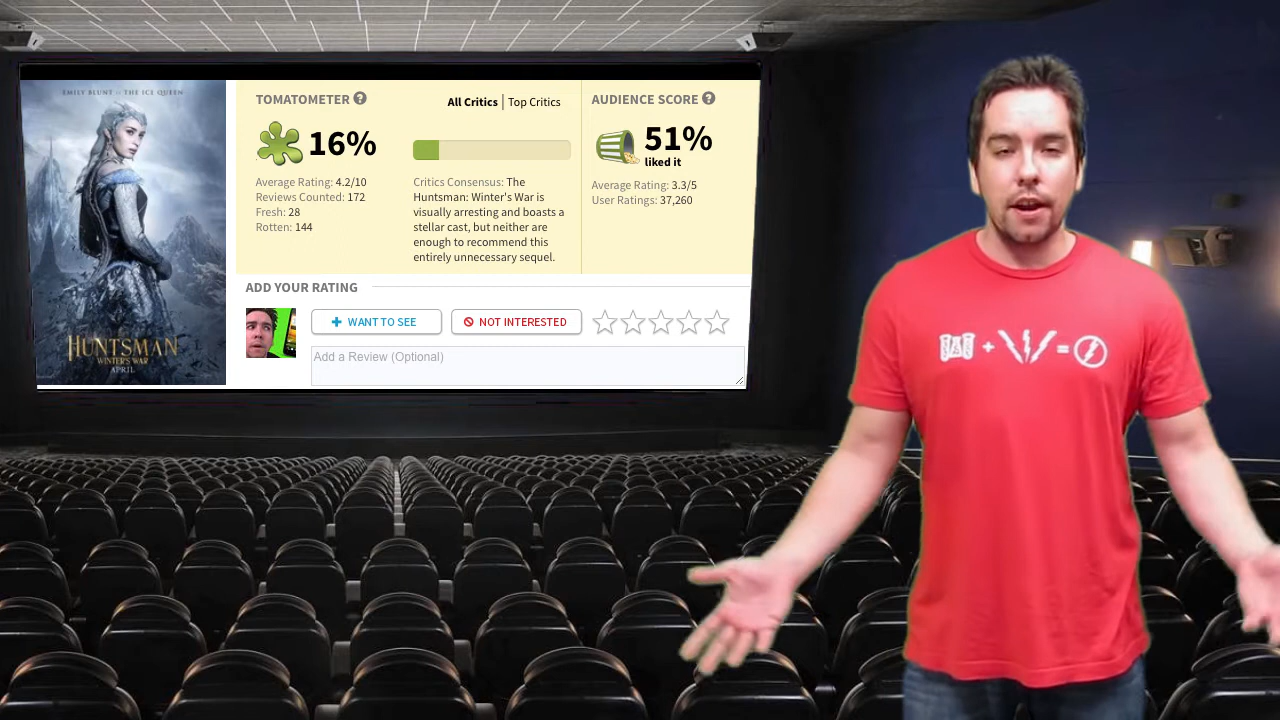 EMILY BLUNT IS THE ICE QUEEN
HUNTSMAN
WINTER'S WAR
APRIL
TOMATOMETER ?
All Critics | Top Critics
16%
Average Rating: 4.2/10
Reviews Counted: 172
Fresh: 28
Rotten: 144
Critics Consensus: The
Huntsman: Winter's War is
visually arresting and boasts a
stellar cast, but neither are
enough to recommend this
entirely unnecessary sequel.
AUDIENCE SCORE ?
51%
liked it
Average Rating: 3.3/5
User Ratings: 37,260
ADD YOUR RATING
+ WANT TO SEE
NOT INTERESTED
Add a Review (Optional)
+ =